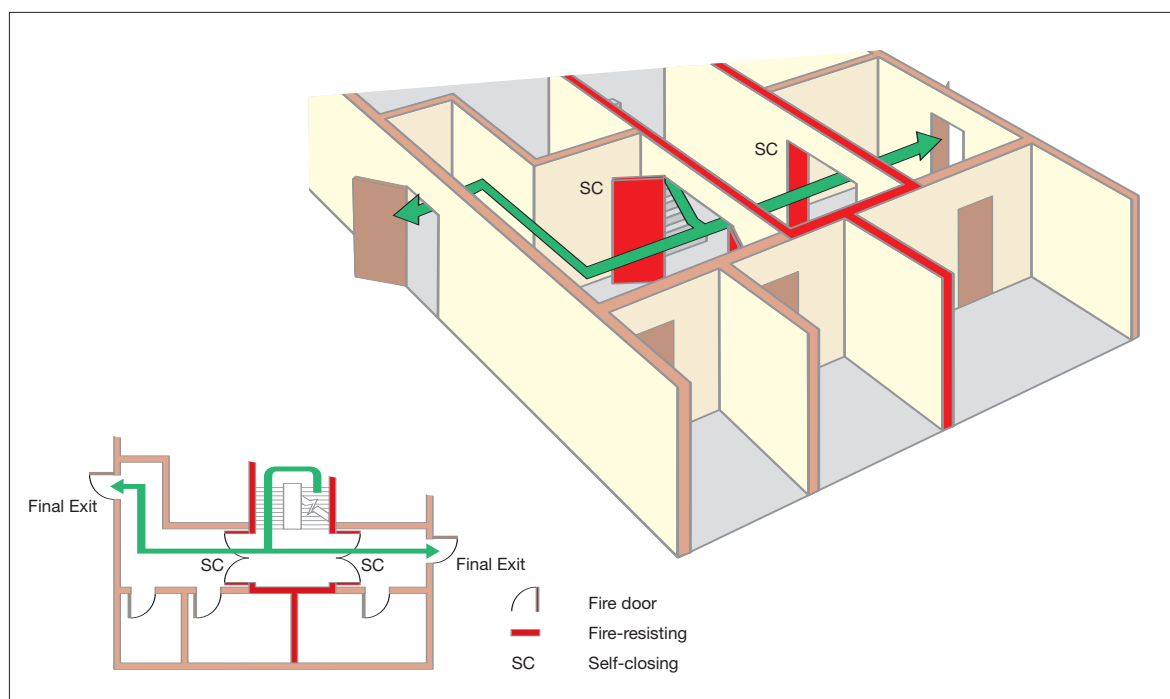 SC
SC
Final Exit
SC
SC
Final Exit
Fire door
Fire-resisting
SC
Self-closing